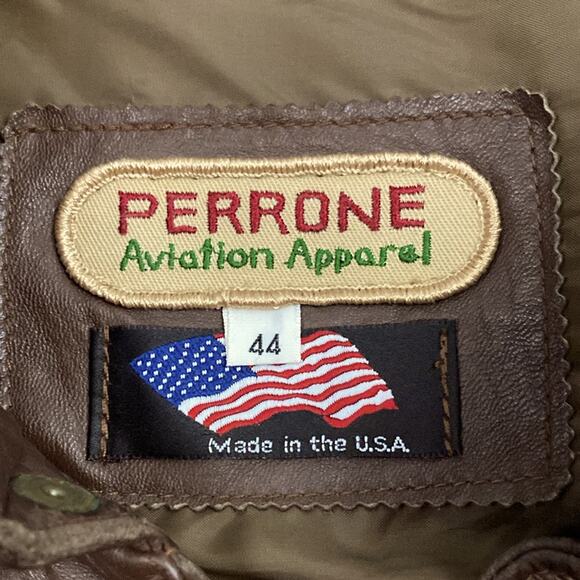 PERRONE
Aviation Apparel
44
Made in the U.S.A.